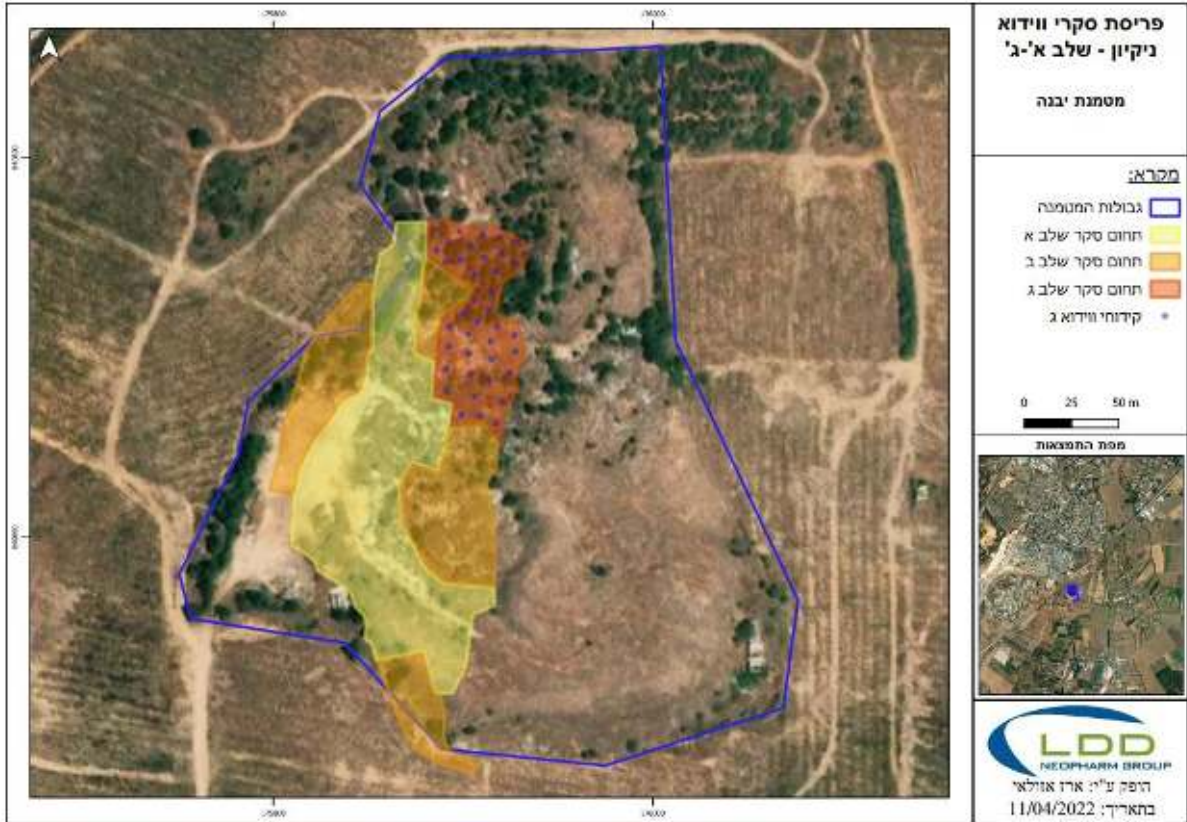 פריסת סקרי ווידוא
ניקיון - שלב א'-ג'
מטמנת יבנה
מקרא:
גבולות המטמנה
תחום סקר שלב א
תחום סקר שלב ב
תחום סקר שלב ג
קידוחי ווידוא ג
0 25 50 m
מפת התמצאות
LDD
NEOPHARM GROUP
הופק ע"י: ארז אזולאי
בתאריך: 11/04/2022